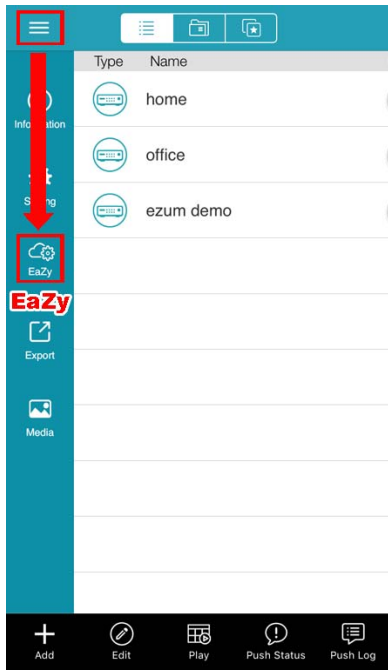 Type Name
home
Information
office
Setting
ezum demo
EaZy
EaZy
Export
Media
Add Edit Play Push Status Push Log